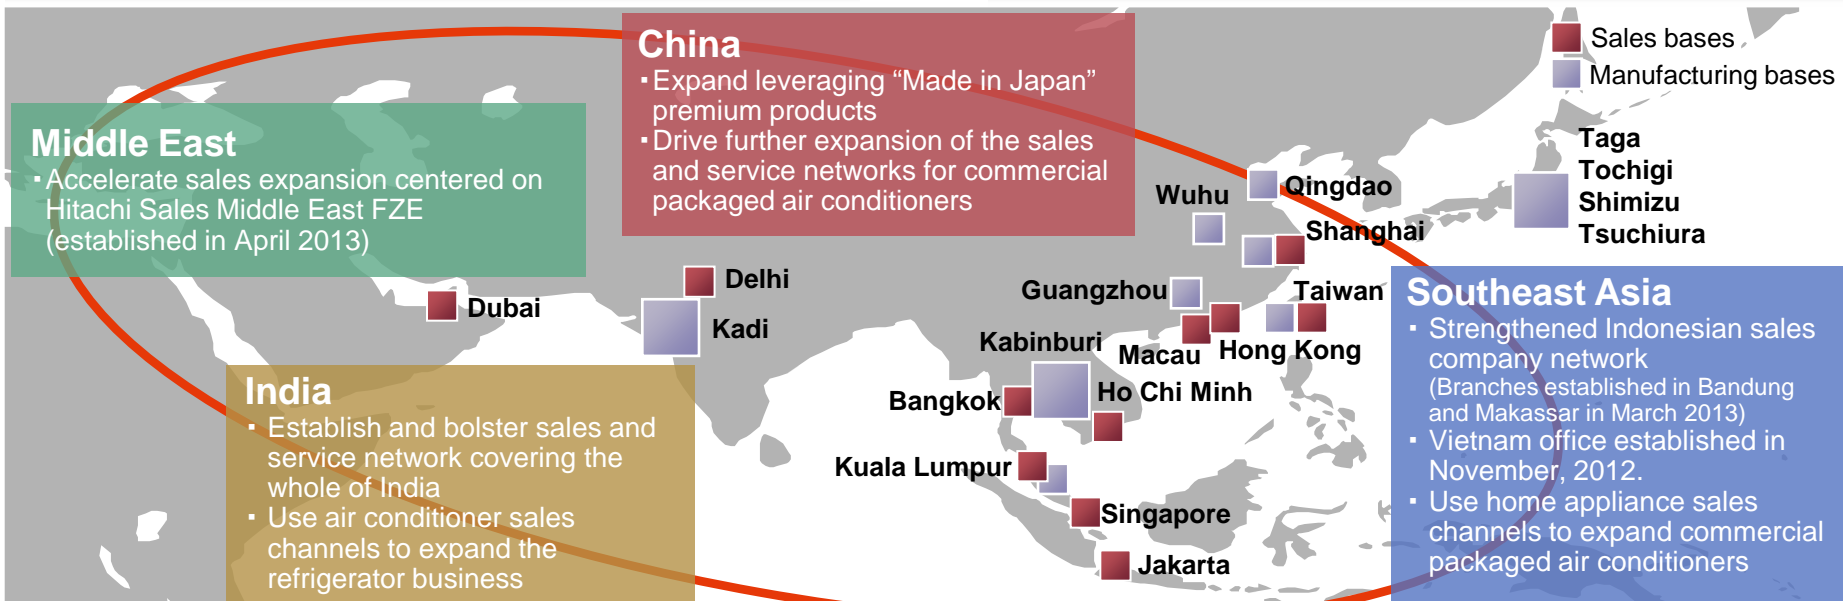 China
▪Expand leveraging “Made in Japan”
premium products
▪Drive further expansion of the sales
and service networks for commercial
packaged air conditioners
Sales bases
Manufacturing bases
Middle East
▪Accelerate sales expansion centered on
Hitachi Sales Middle East FZE
(established in April 2013)
Taga
Tochigi
Shimizu
Tsuchiura
Wuhu
Qingdao
Shanghai
Delhi
Dubai
Kadi
Guangzhou
Taiwan
Kabinburi
Macau
Hong Kong
Bangkok
Ho Chi Minh
Kuala Lumpur
Singapore
Jakarta
India
▪ Establish and bolster sales and
service network covering the
whole of India
▪ Use air conditioner sales
channels to expand the
refrigerator business
Southeast Asia
▪ Strengthened Indonesian sales
company network
(Branches established in Bandung
and Makassar in March 2013)
▪ Vietnam office established in
November, 2012.
▪ Use home appliance sales
channels to expand commercial
packaged air conditioners